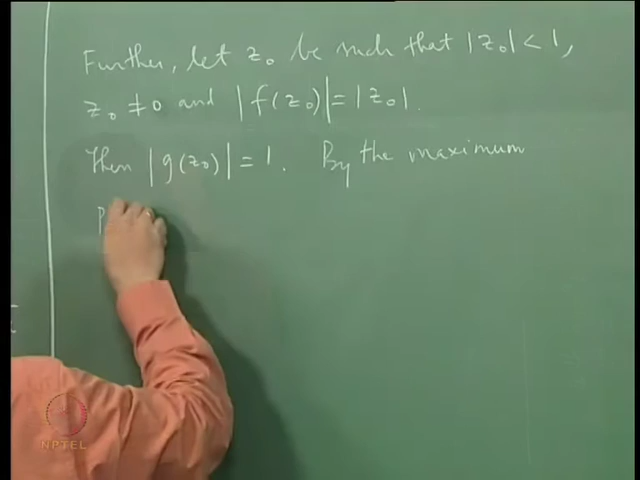 Further, let z₀ be such that |z₀| < 1,
z₀ ≠ 0 and |f(z₀)| = |z₀|.
Then |g(z₀)| = 1. By the maximum
P
NPTEL